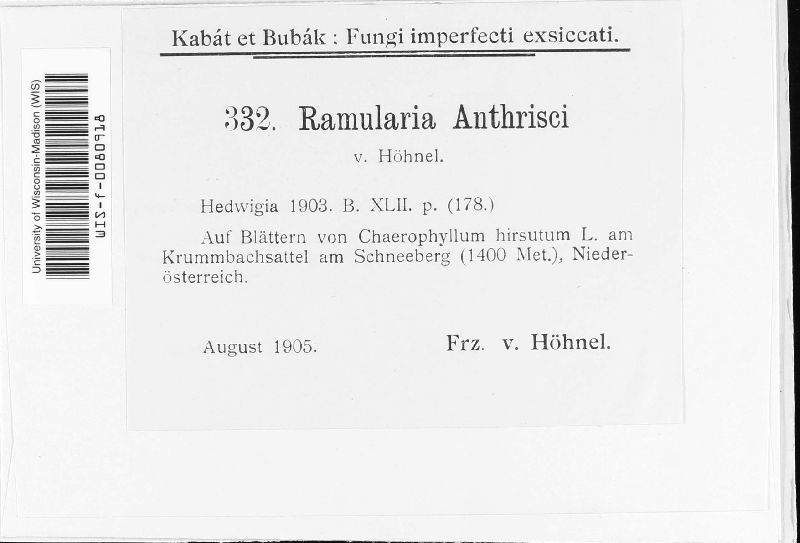 Kabát et Bubák : Fungi imperfecti exsiccati.
332. Ramularia Anthrisci
v. Höhnel.
Hedwigia 1903. B. XLII. p. (178.)
Auf Blättern von Chaerophyllum hirsutum L. am
Krummbachsattel am Schneeberg (1400 Met.), Nieder-
österreich.
August 1905.
Frz. v. Höhnel.
University of Wisconsin-Madison (WIS)
WIS-f-0080918